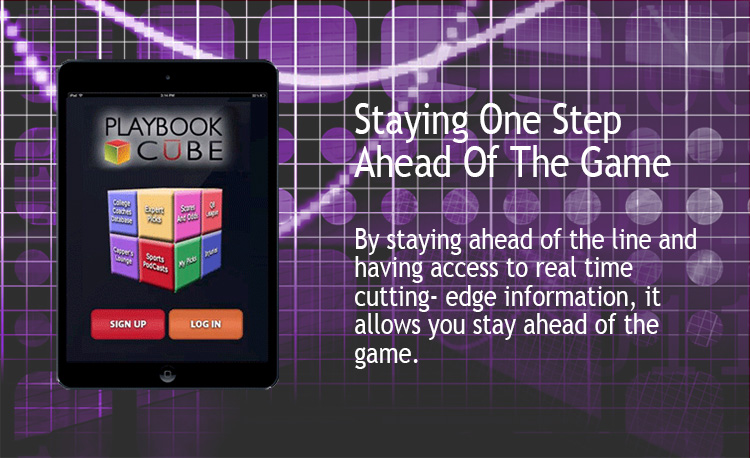 PLAYBOOK
CUBE
College
Coaches
Database
Expert
Picks
Scores
And Odds
QB
Capper's
Lounge
Sports
PodCasts
My Picks
SIGN UP
LOG IN
Staying One Step
Ahead Of The Game
By staying ahead of the line and
having access to real time
cutting- edge information, it
allows you stay ahead of the
game.